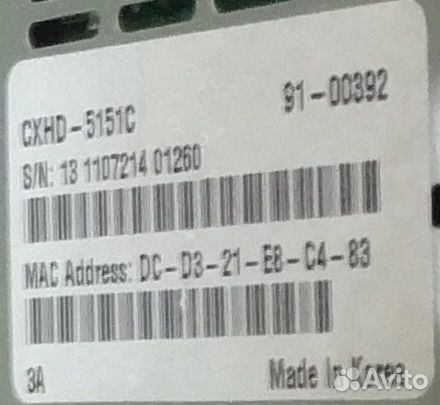 CXHD-5151C 91-00392
S/N: 13 1107214 01260
MAC Address: DC-D3-21-E8-C4-83
3A Made In Korea
Avito